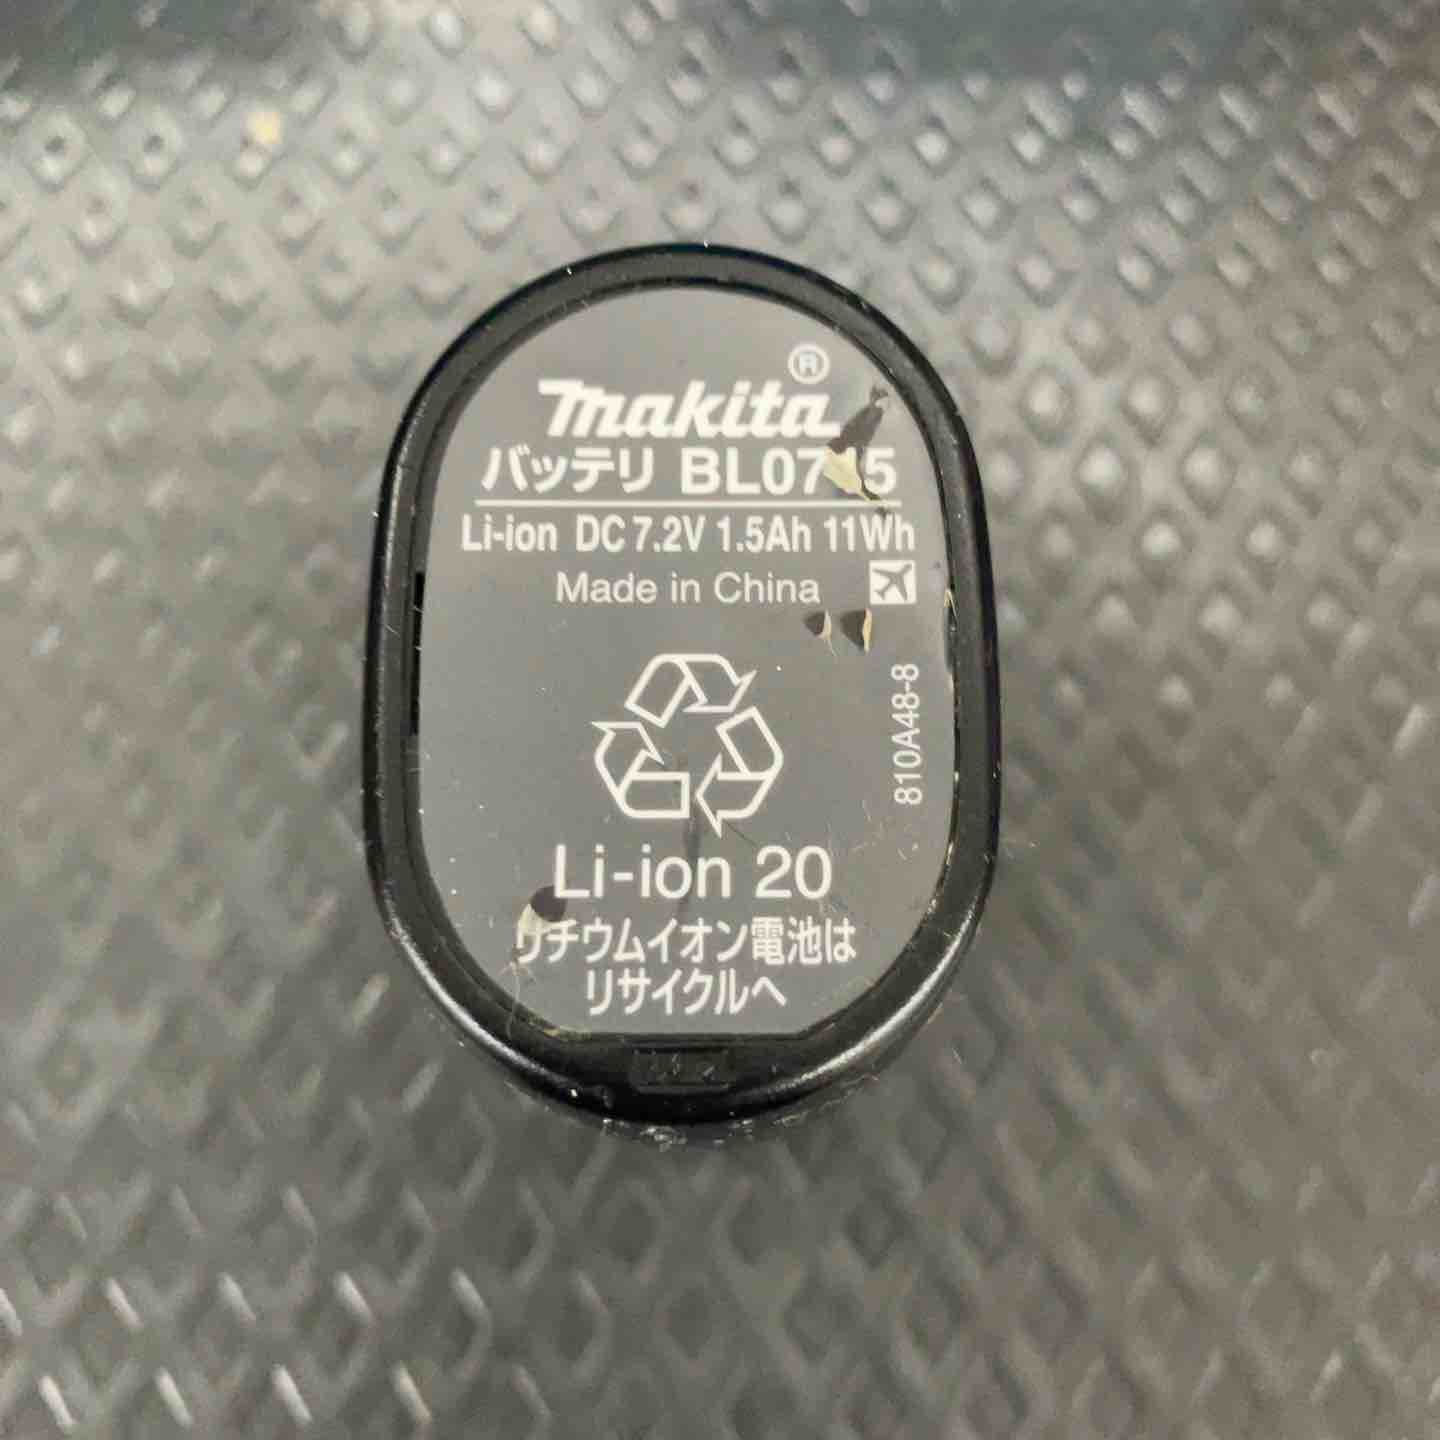 makita®
バッテリ BL0715
Li-ion DC 7.2V 1.5Ah 11Wh
Made in China
810A48-8
Li-ion 20
リチウムイオン電池は
リサイクルへ